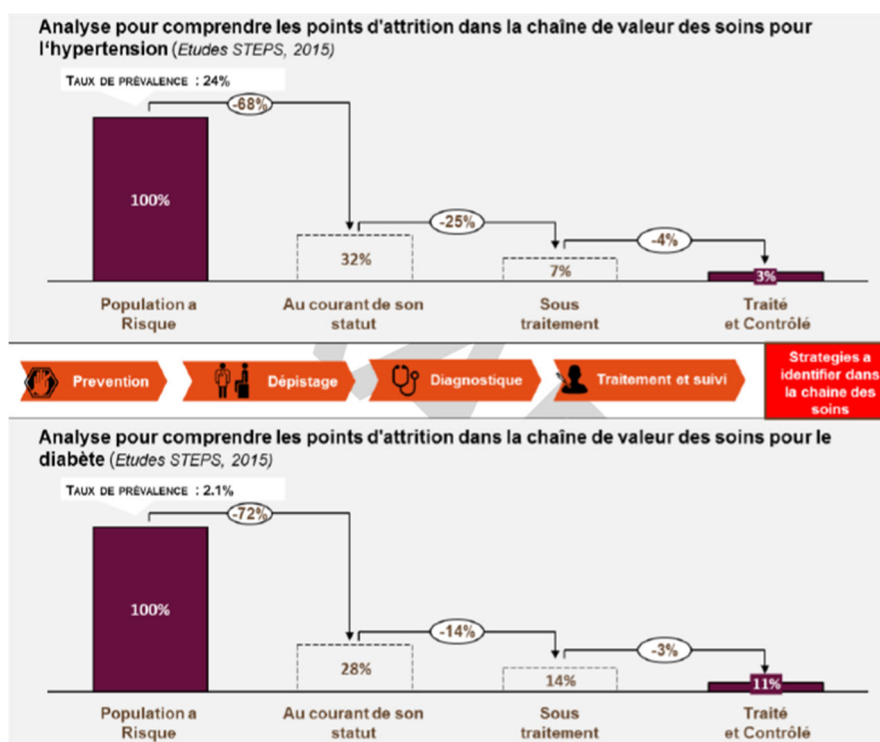 Analyse pour comprendre les points d'attrition dans la chaîne de valeur des soins pour
l'hypertension (Etudes STEPS, 2015)
TAUX DE PRÉVALENCE : 24%
-68%
100%
-25%
32%
-4%
7%
3%
Population a
Risque
Au courant de son
statut
Sous
traitement
Traité
et Contrôlé
Prevention
Dépistage
Diagnostique
Traitement et suivi
Strategies a
identifier dans
la chaine des
soins
Analyse pour comprendre les points d'attrition dans la chaîne de valeur des soins pour le
diabète (Etudes STEPS, 2015)
TAUX DE PRÉVALENCE : 2.1%
-72%
100%
-14%
28%
-3%
14%
11%
Population a
Risque
Au courant de son
statut
Sous
traitement
Traité
et Contrôlé